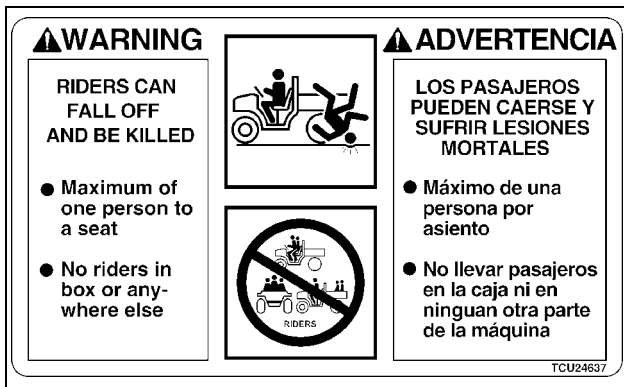 WARNING
RIDERS CAN
FALL OFF
AND BE KILLED
● Maximum of
one person to
a seat
● No riders in
box or any-
where else
RIDERS
ADVERTENCIA
LOS PASAJEROS
PUEDEN CAERSE Y
SUFRIR LESIONES
MORTALES
● Máximo de una
persona por
asiento
● No llevar pasajeros
en la caja ni en
ninguan otra parte
de la máquina
TCU24637